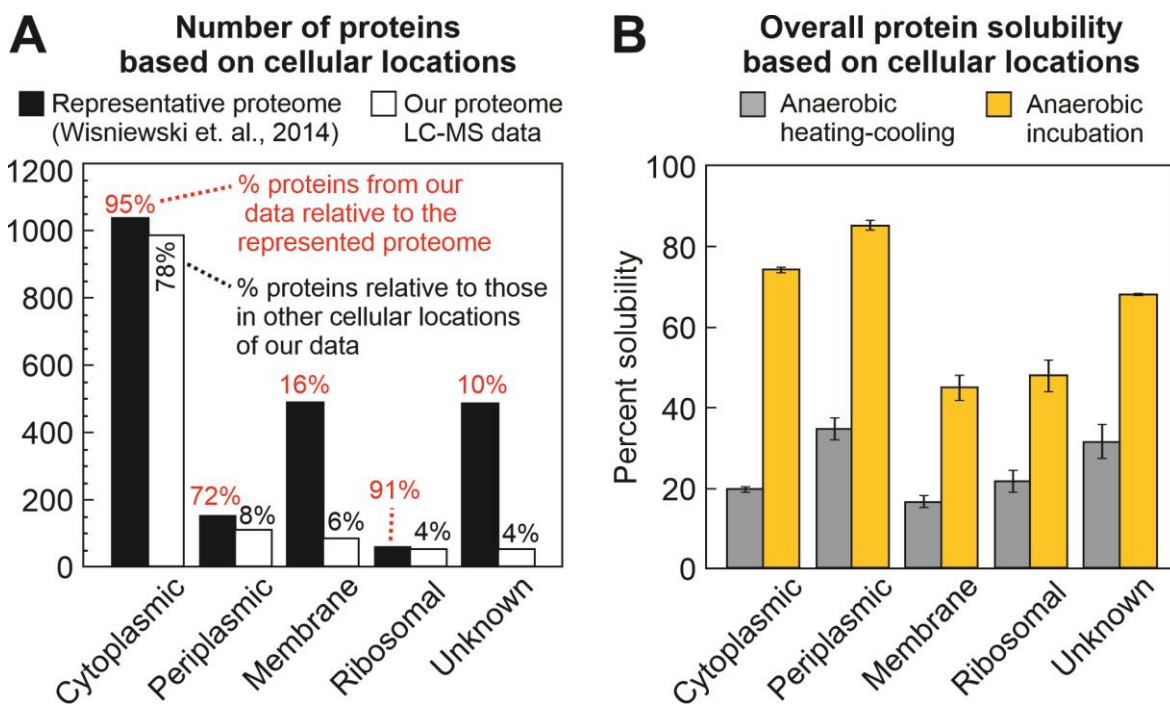 A
Number of proteins
based on cellular locations
Representative proteome
(Wisniewski et. al., 2014)
Our proteome
LC-MS data
1200
1000
800
600
400
200
0
95%
78%
% proteins from our
data relative to the
represented proteome
% proteins relative to those
in other cellular locations
of our data
72%
8%
16%
6%
91%
4%
10%
4%
Cytoplasmic
Periplasmic
Membrane
Ribosomal
Unknown
B
Overall protein solubility
based on cellular locations
Anaerobic
heating-cooling
Anaerobic
incubation
Percent solubility
100
80
60
40
20
0
Cytoplasmic
Periplasmic
Membrane
Ribosomal
Unknown